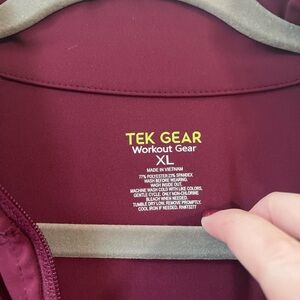 TEK GEAR
Workout Gear
XL
MADE IN VIETNAM
77% POLYESTER 23% SPANDEX
WASH BEFORE WEARING.
WASH INSIDE OUT.
MACHINE WASH COLD WITH LIKE COLORS,
GENTLE CYCLE. ONLY NON-CHLORINE
BLEACH WHEN NEEDED.
TUMBLE DRY LOW. REMOVE PROMPTLY.
COOL IRON IF NEEDED.